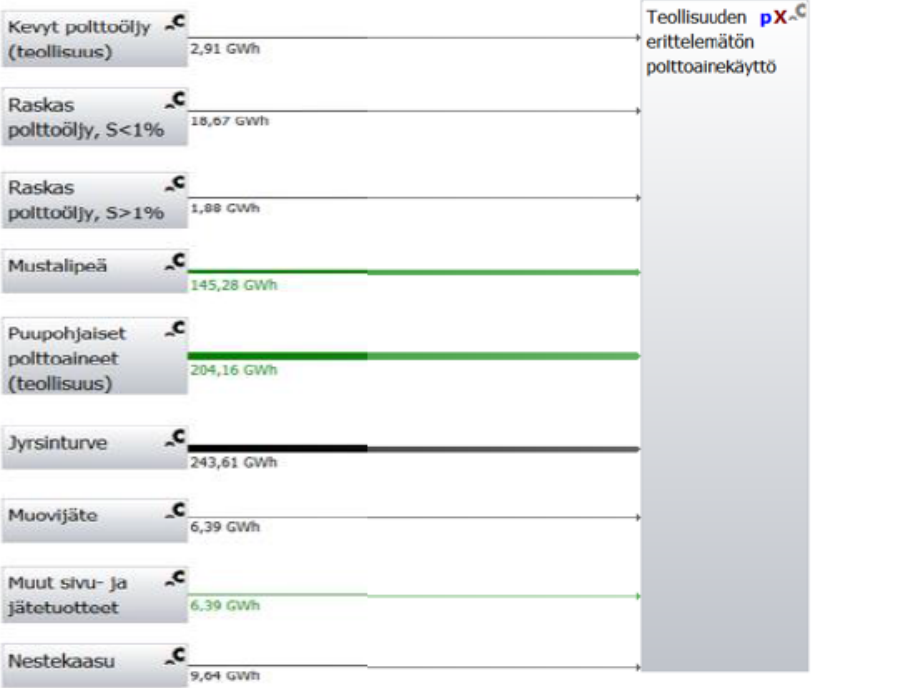 Kevyt polttoöljy
(teollisuus)
2,91 GWh
Raskas
polttoöljy, S<1%
18,67 GWh
Raskas
polttoöljy, S>1%
1,88 GWh
Mustalipeä
145,28 GWh
Puupohjaiset
polttoaineet
(teollisuus)
204,16 GWh
Jyrsinturve
243,61 GWh
Muovijäte
6,39 GWh
Muut sivu- ja
jätetuotteet
6,39 GWh
Nestekaasu
9,64 GWh
Teollisuuden pX
erittelemätön
polttoainekäyttö